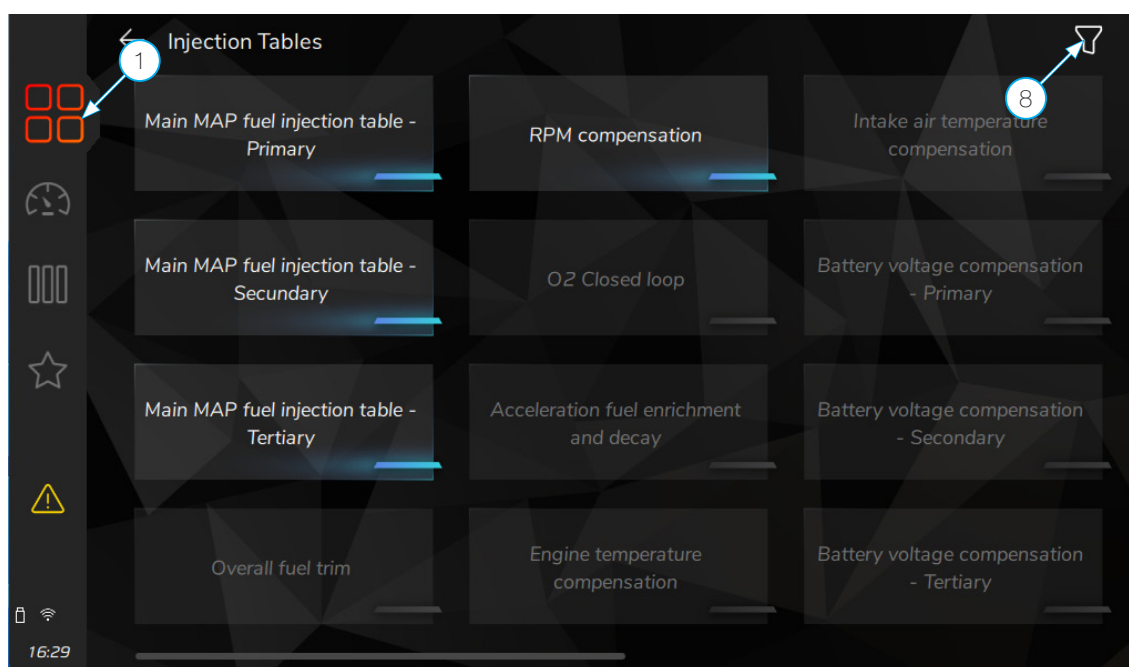 Injection Tables
1
8
Main MAP fuel injection table -
Primary
RPM compensation
Intake air temperature
compensation
Main MAP fuel injection table -
Secundary
O2 Closed loop
Battery voltage compensation
- Primary
Main MAP fuel injection table -
Tertiary
Acceleration fuel enrichment
and decay
Battery voltage compensation
- Secondary
Overall fuel trim
Engine temperature
compensation
Battery voltage compensation
- Tertiary
16:29